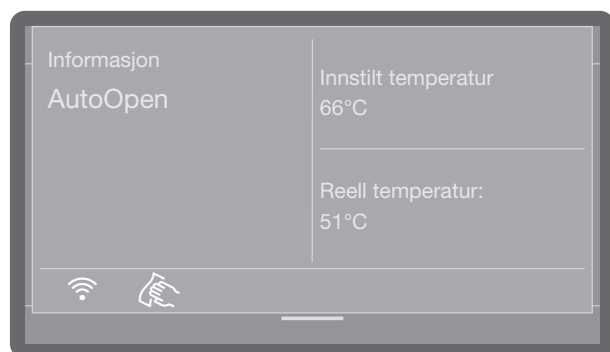 Informasjon
AutoOpen
Innstilt temperatur
66°C
Reell temperatur:
51°C